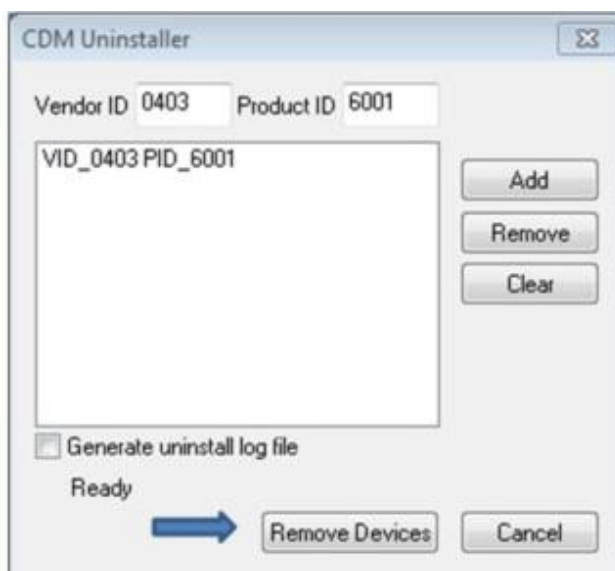 CDM Uninstaller
Vendor ID 0403 Product ID 6001
VID_0403 PID_6001
Add
Remove
Clear
Generate uninstall log file
Ready
Remove Devices Cancel